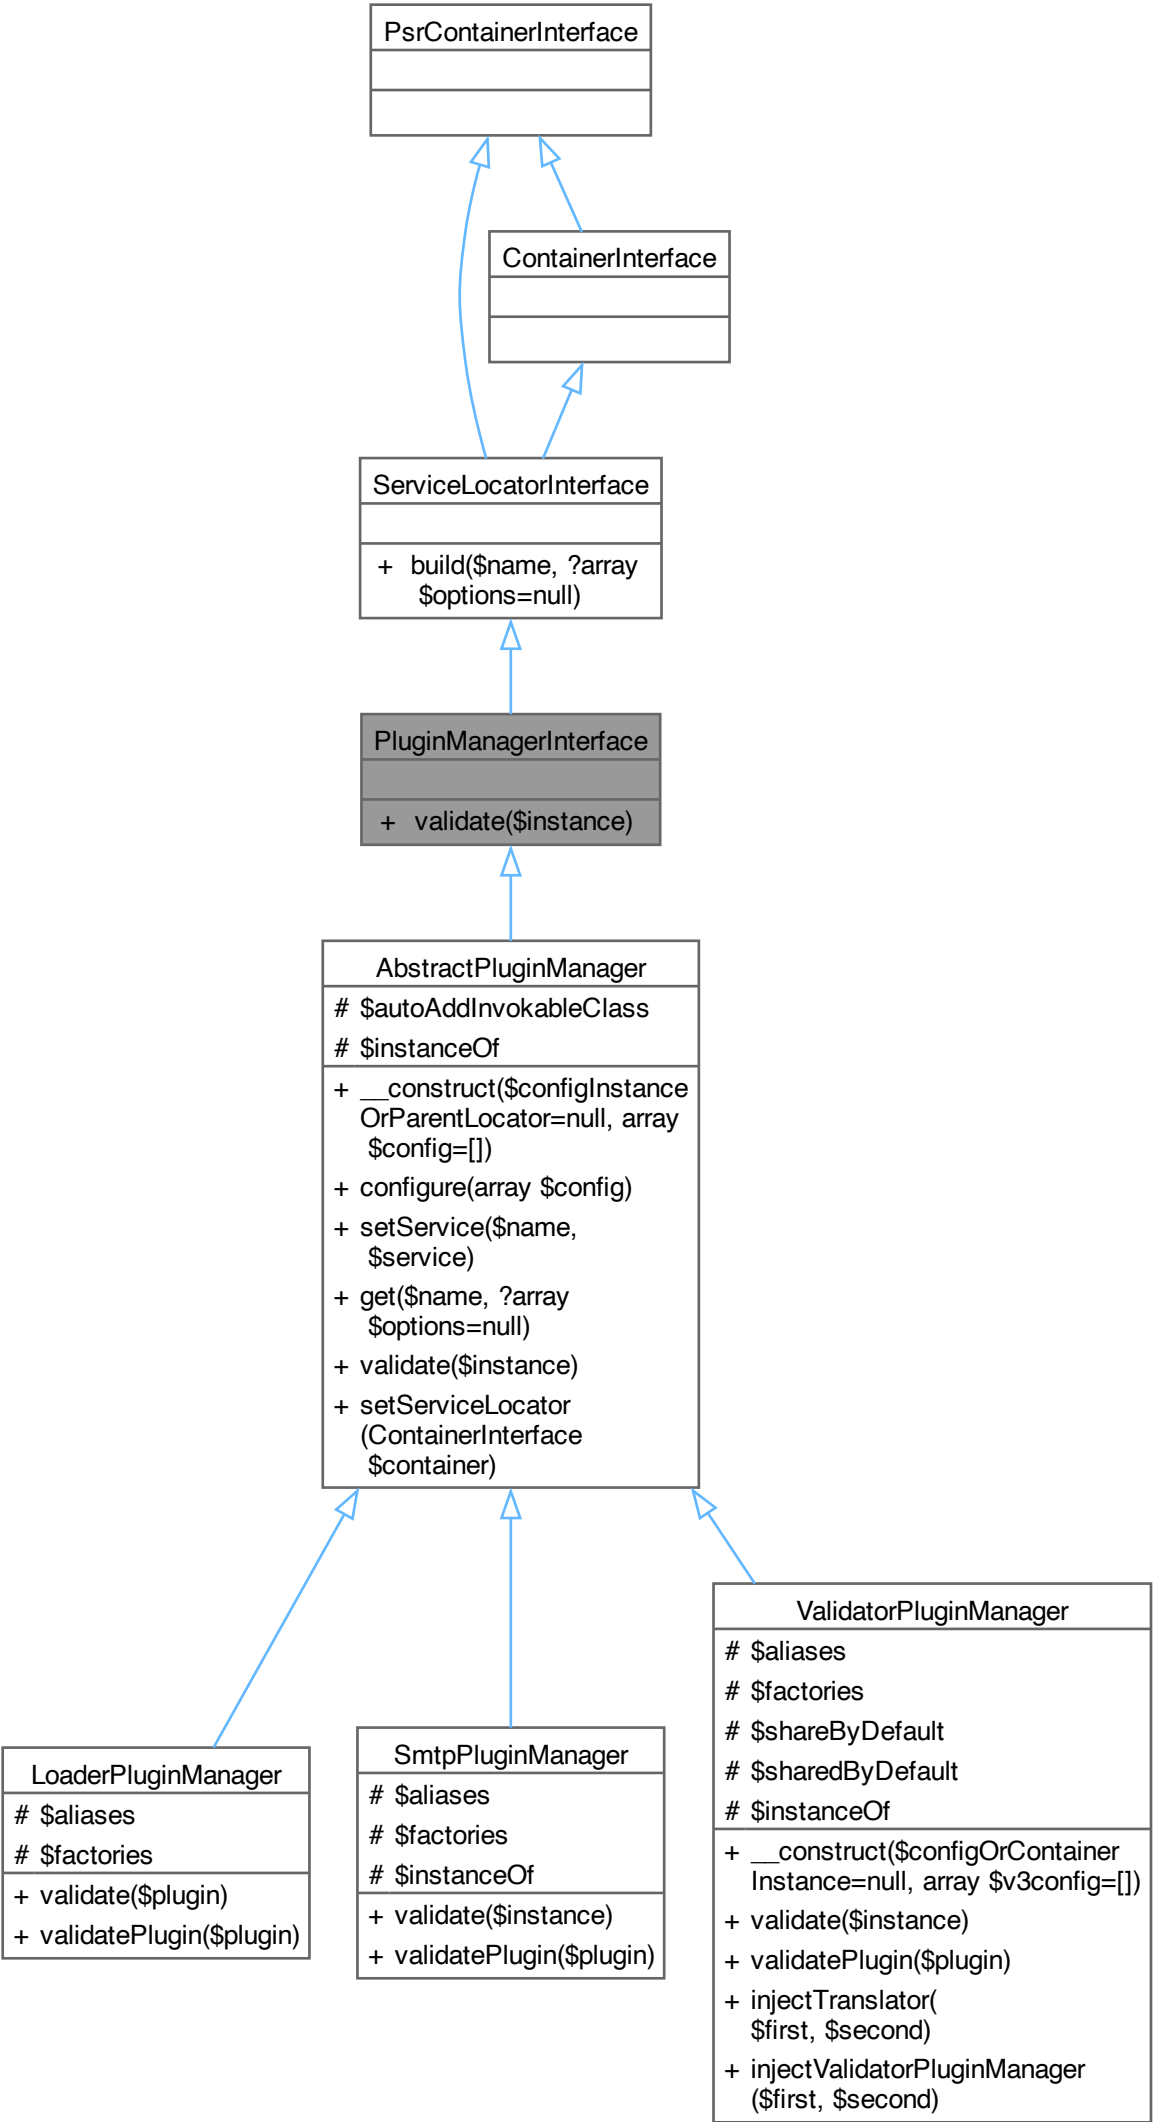 PsrContainerInterface
ContainerInterface
ServiceLocatorInterface
+ build($name, ?array
$options=null)
PluginManagerInterface
+ validate($instance)
AbstractPluginManager
# $autoAddInvokableClass
# $instanceOf
+ __construct($configInstance
OrParentLocator=null, array
$config=[])
+ configure(array $config)
+ setService($name,
$service)
+ get($name, ?array
$options=null)
+ validate($instance)
+ setServiceLocator
(ContainerInterface
$container)
LoaderPluginManager
# $aliases
# $factories
+ validate($plugin)
+ validatePlugin($plugin)
SmtpPluginManager
# $aliases
# $factories
# $instanceOf
+ validate($instance)
+ validatePlugin($plugin)
ValidatorPluginManager
# $aliases
# $factories
# $shareByDefault
# $sharedByDefault
# $instanceOf
+ __construct($configOrContainer
Instance=null, array $v3config=[])
+ validate($instance)
+ validatePlugin($plugin)
+ injectTranslator(
$first, $second)
+ injectValidatorPluginManager
($first, $second)